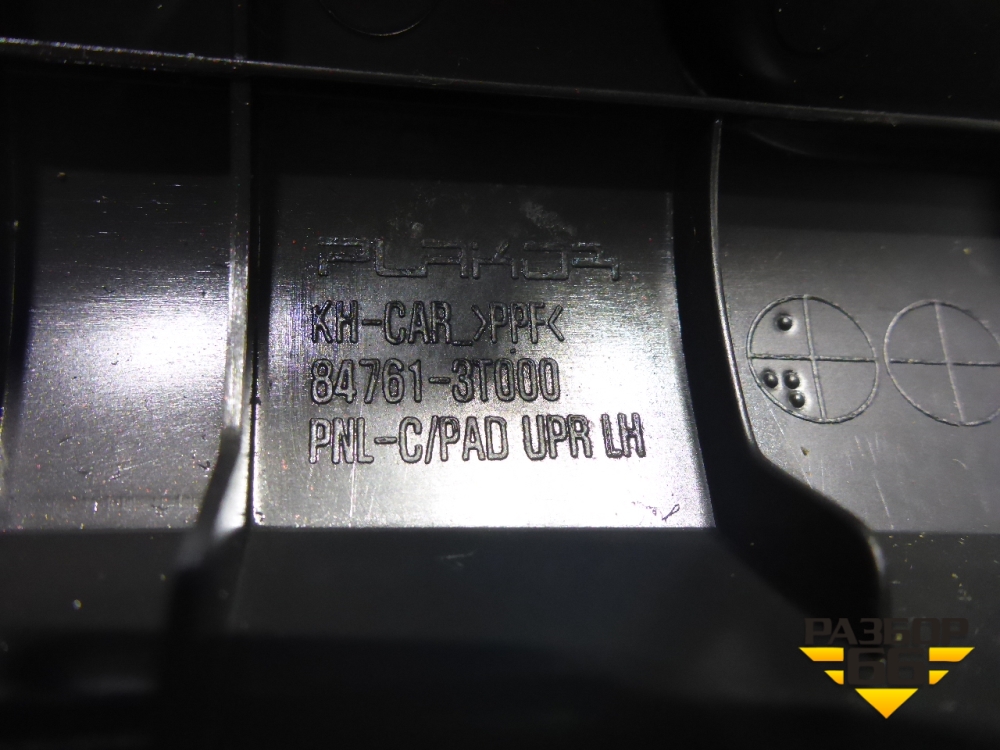 PLAKOR
KH-CAR_>PPF<
84761-3T000
PNL-C/PAD UPR LH
РАЗБОР
66